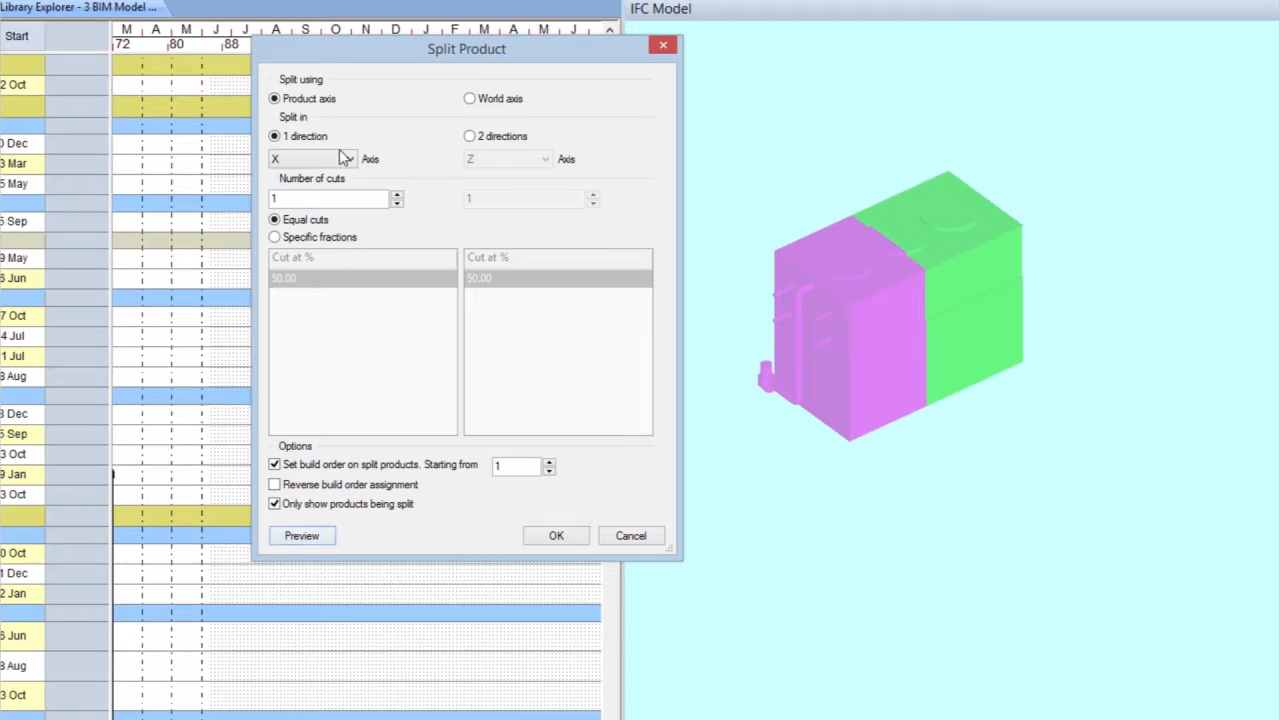 Library Explorer - 3 BIM Model ...
IFC Model
Start
M A M J J A S O N D J F M A M J
72 80 88
Split Product
Split using
Product axis World axis
Split in
1 direction 2 directions
X Axis Z Axis
Number of cuts
1 1
Equal cuts
Specific fractions
Cut at % Cut at %
50.00 50.00
Options
Set build order on split products. Starting from 1
Reverse build order assignment
Only show products being split
Preview OK Cancel
2 Oct
0 Dec
3 Mar
5 May
5 Sep
9 May
6 Jun
7 Oct
4 Jul
1 Jul
8 Aug
3 Dec
5 Sep
3 Oct
9 Jan
3 Oct
0 Oct
1 Dec
2 Jan
6 Jun
8 Aug
3 Oct